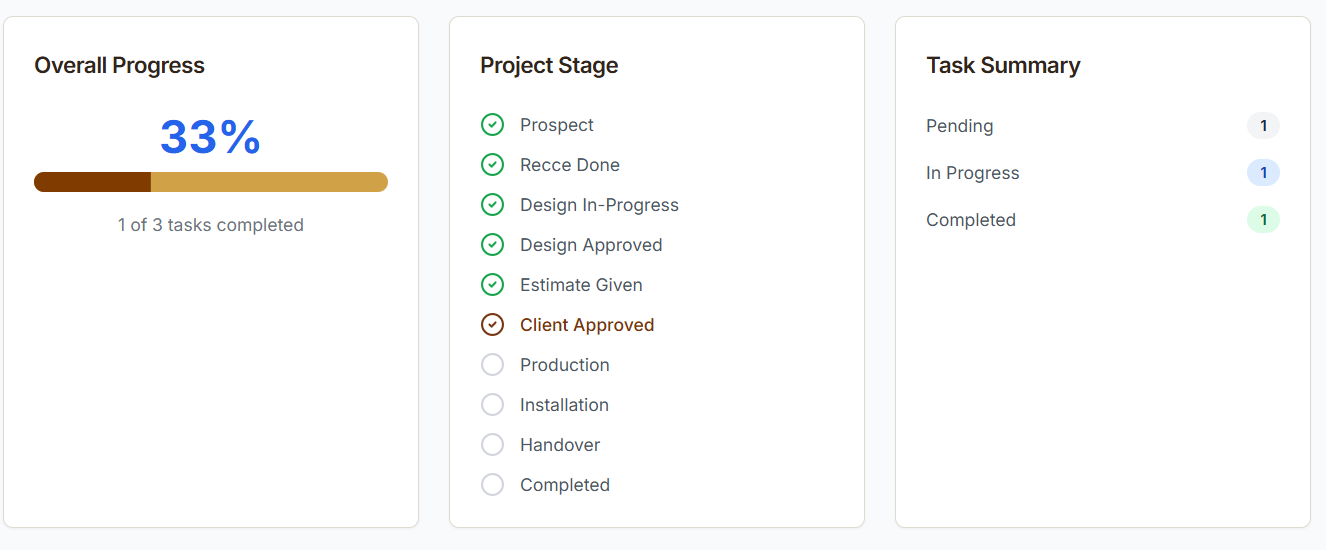 Overall Progress
33%
1 of 3 tasks completed
Project Stage
Prospect
Recce Done
Design In-Progress
Design Approved
Estimate Given
Client Approved
Production
Installation
Handover
Completed
Task Summary
Pending 1
In Progress 1
Completed 1